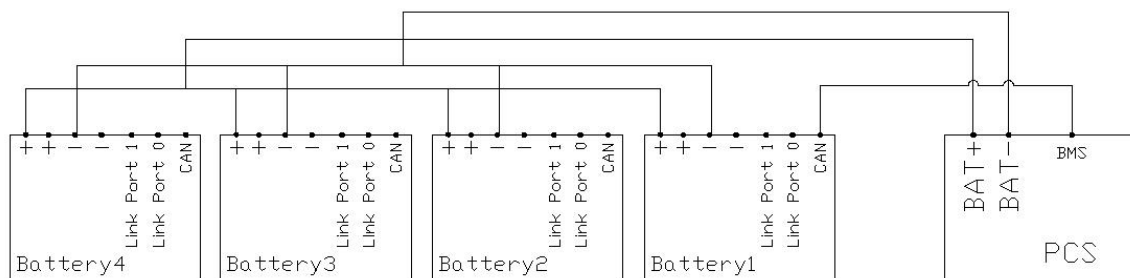 + + − − Link Port 1 Link Port 0 CAN
Battery4
+ + − − Link Port 1 LInk Port 0 CAN
Battery3
+ + − − Link Port 1 Link Port 0 CAN
Battery2
+ + − − Link Port 1 Link Port 0 CAN
Battery1
BAT+ BAT− BMS
PCS